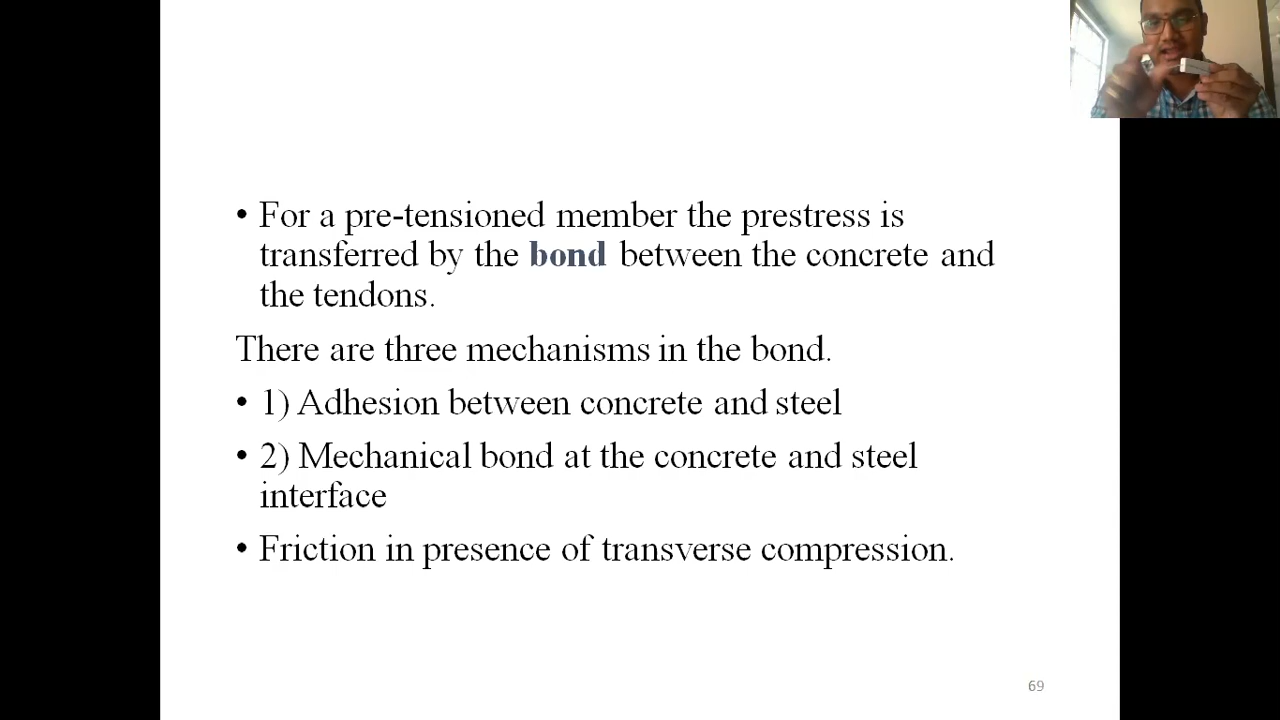 • For a pre-tensioned member the prestress is
transferred by the bond between the concrete and
the tendons.
There are three mechanisms in the bond.
• 1) Adhesion between concrete and steel
• 2) Mechanical bond at the concrete and steel
interface
• Friction in presence of transverse compression.
69